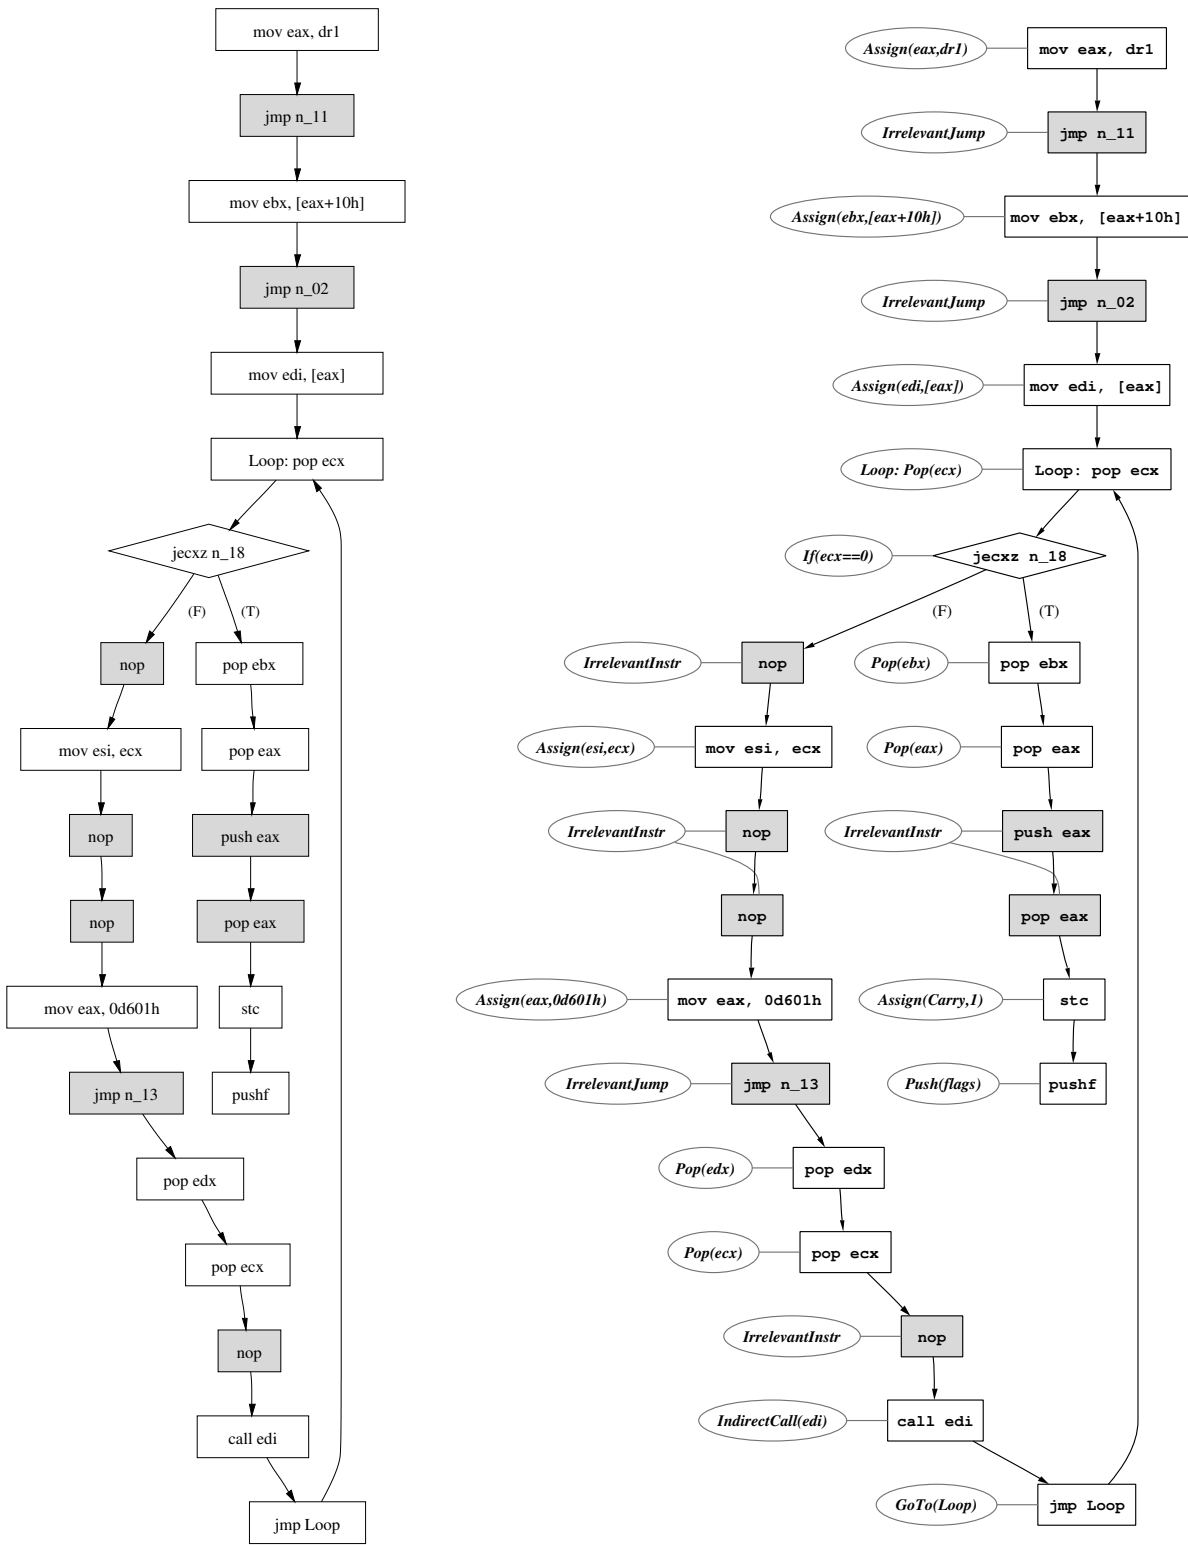 mov eax, dr1
jmp n_11
mov ebx, [eax+10h]
jmp n_02
mov edi, [eax]
Loop: pop ecx
jecxz n_18
(F)
(T)
nop
pop ebx
mov esi, ecx
pop eax
nop
push eax
nop
pop eax
mov eax, 0d601h
stc
jmp n_13
pushf
pop edx
pop ecx
nop
call edi
jmp Loop
Assign(eax,dr1)
mov eax, dr1
IrrelevantJump
jmp n_11
Assign(ebx,[eax+10h])
mov ebx, [eax+10h]
IrrelevantJump
jmp n_02
Assign(edi,[eax])
mov edi, [eax]
Loop: Pop(ecx)
Loop: pop ecx
If(ecx==0)
jecxz n_18
(F)
(T)
IrrelevantInstr
nop
Pop(ebx)
pop ebx
Assign(esi,ecx)
mov esi, ecx
Pop(eax)
pop eax
IrrelevantInstr
nop
IrrelevantInstr
push eax
nop
pop eax
Assign(eax,0d601h)
mov eax, 0d601h
Assign(Carry,1)
stc
IrrelevantJump
jmp n_13
Push(flags)
pushf
Pop(edx)
pop edx
Pop(ecx)
pop ecx
IrrelevantInstr
nop
IndirectCall(edi)
call edi
GoTo(Loop)
jmp Loop